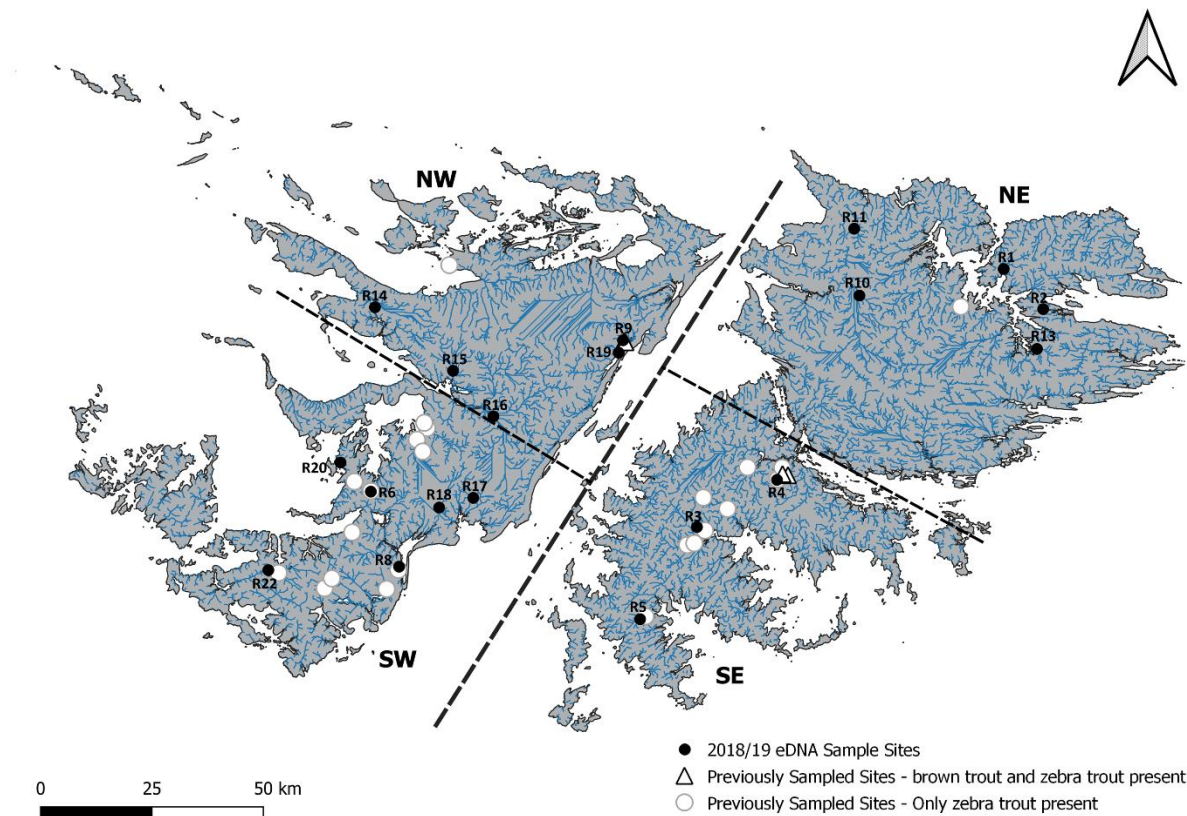 NW
NE
R11
R1
R14
R10
R2
R9
R13
R19
R15
R16
R20
R6
R4
R18
R17
R3
R8
R22
R5
SW
SE
2018/19 eDNA Sample Sites
Previously Sampled Sites - brown trout and zebra trout present
Previously Sampled Sites - Only zebra trout present
0 25 50 km